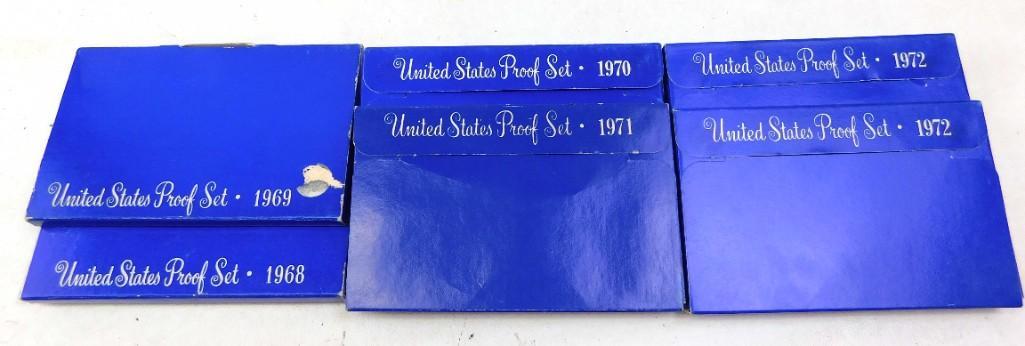 United States Proof Set • 1969
United States Proof Set • 1968
United States Proof Set • 1970
United States Proof Set • 1971
United States Proof Set • 1972
United States Proof Set • 1972